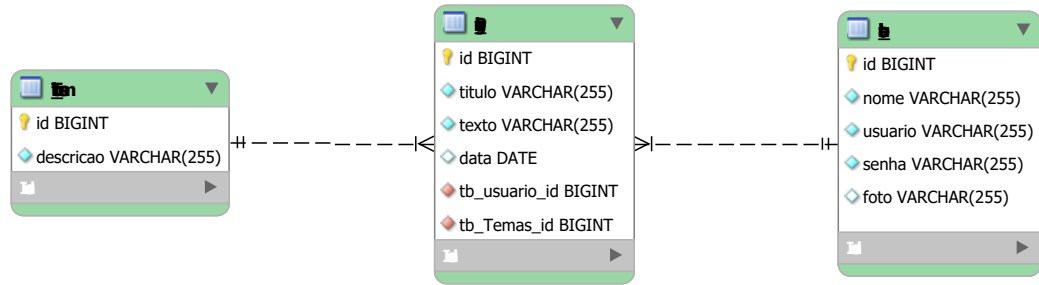 id BIGINT
descricao VARCHAR(255)
id BIGINT
titulo VARCHAR(255)
texto VARCHAR(255)
data DATE
tb_usuario_id BIGINT
tb_Temas_id BIGINT
id BIGINT
nome VARCHAR(255)
usuario VARCHAR(255)
senha VARCHAR(255)
foto VARCHAR(255)